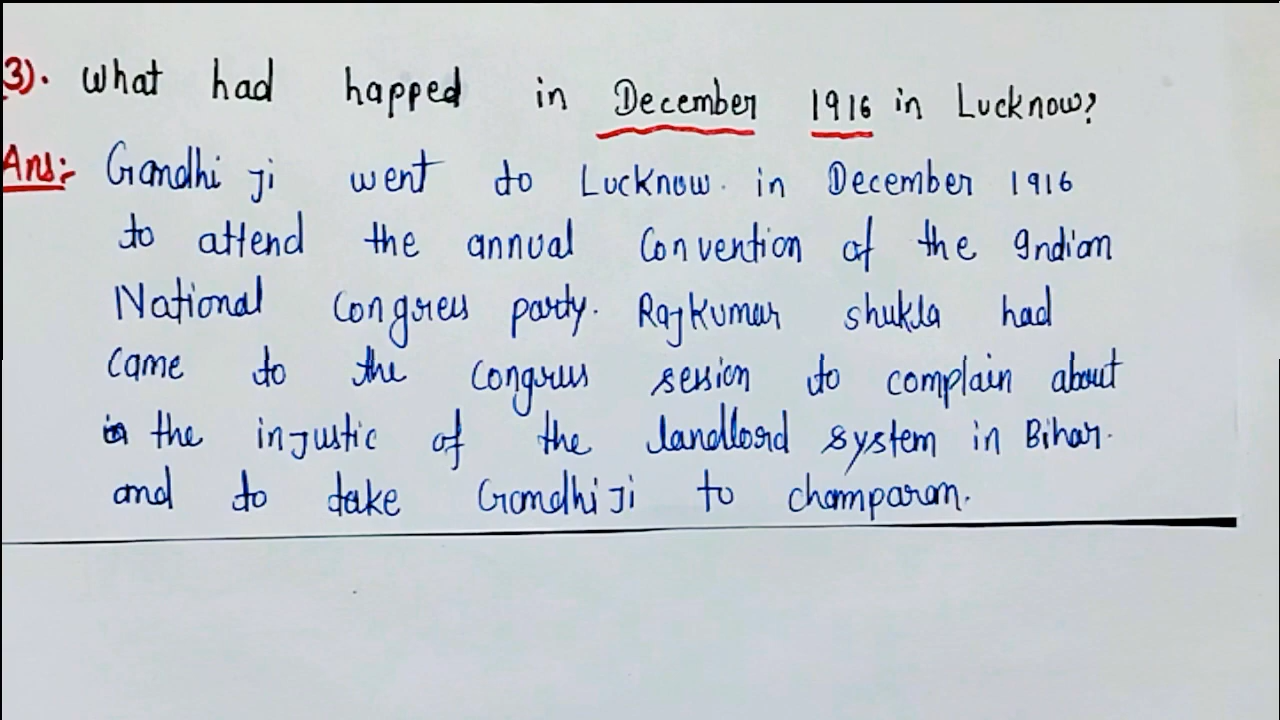 3). What had happed in December 1916 in Lucknow?
Ans:- Gandhi ji went to Lucknow. in December 1916
to attend the annual Convention of the Indian
National Congress party. Rajkumar shukla had
came to the congress session to complain about
the injustic of the landlord system in Bihar.
and to take Gandhi ji to champaran.